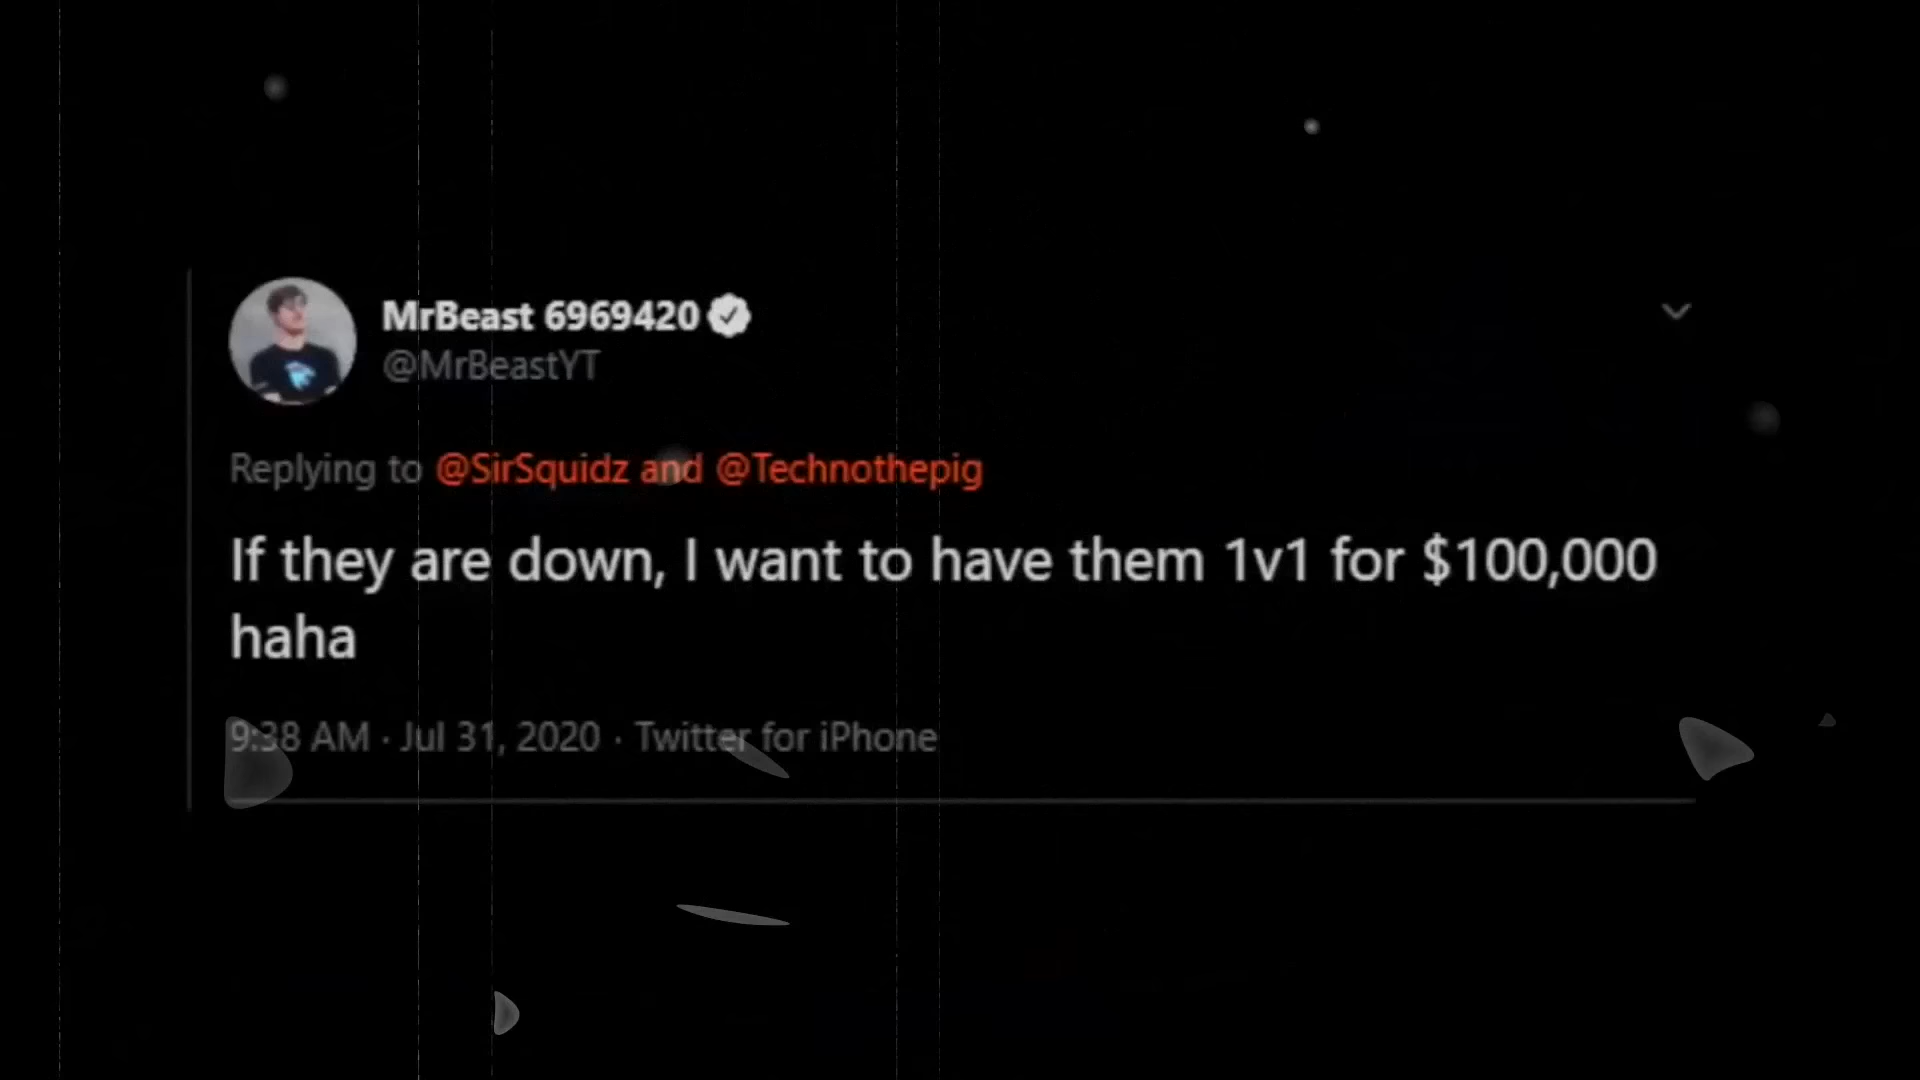 MrBeast 6969420
@MrBeastYT
Replying to @SirSquidz and @Technothepig
If they are down, I want to have them 1v1 for $100,000
haha
9:38 AM · Jul 31, 2020 · Twitter for iPhone